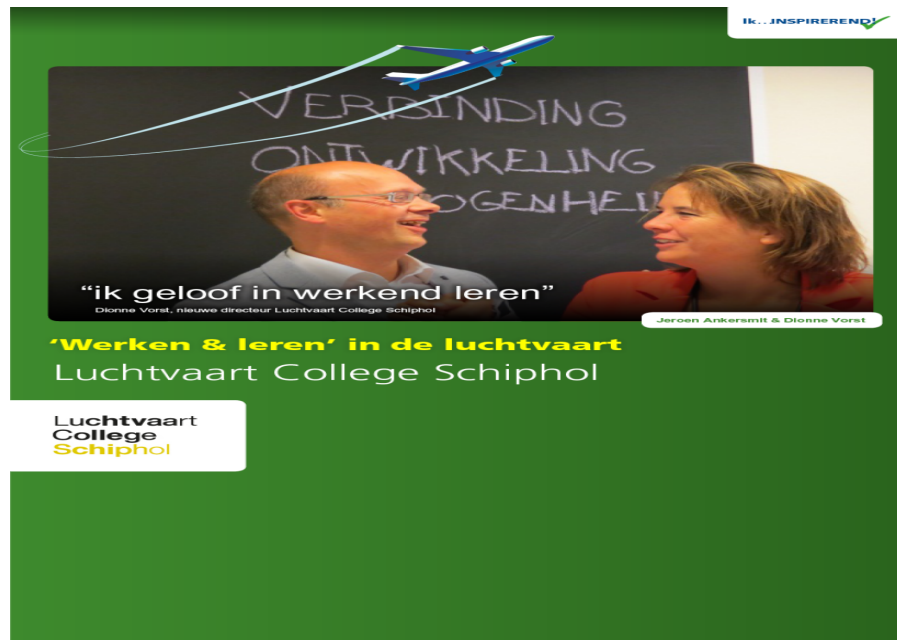 Ik...INSPIREREND!
VERBINDING
ONTWIKKELING
“ik geloof in werkend leren”
Dionne Vorst, nieuwe directeur Luchtvaart College Schiphol
Jeroen Ankersmit & Dionne Vorst
‘Werken & leren’ in de luchtvaart
Luchtvaart College Schiphol
Luchtvaart
College
Schiphol